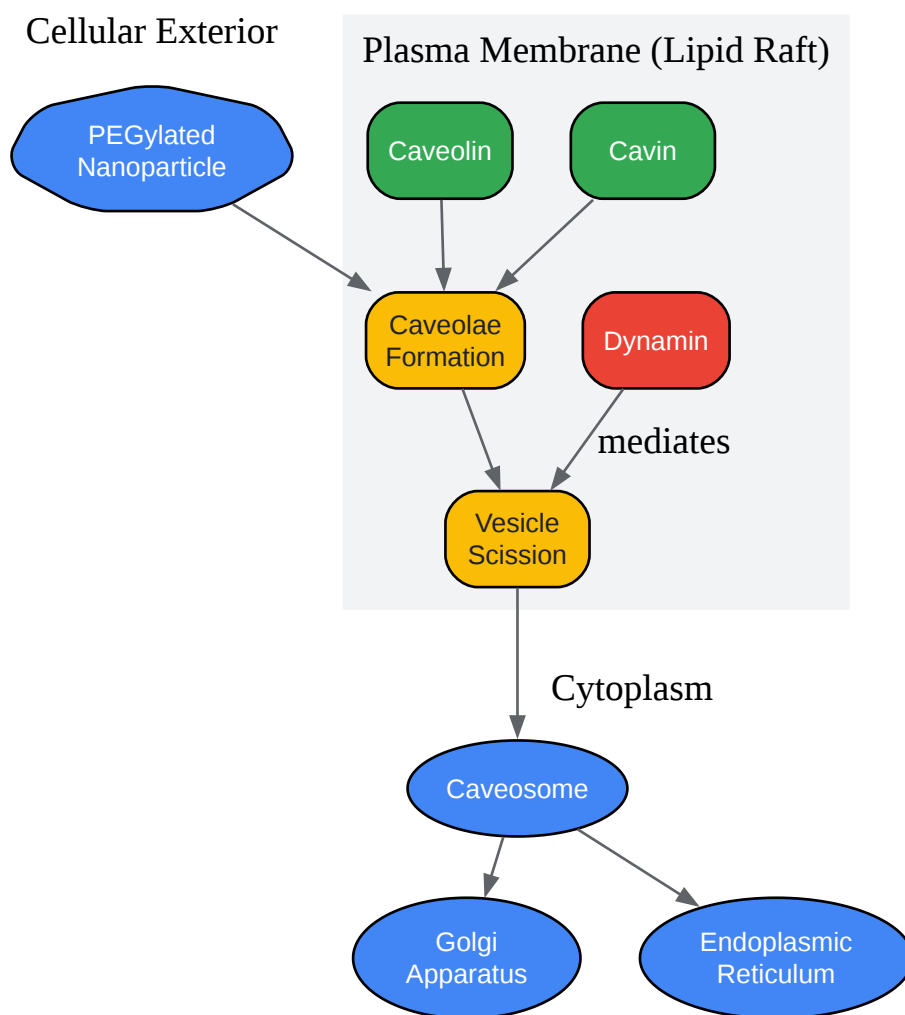 Cellular Exterior
Plasma Membrane (Lipid Raft)
PEGylated
Nanoparticle
Caveolin
Cavin
Caveolae
Formation
Dynamin
mediates
Vesicle
Scission
Cytoplasm
Caveosome
Golgi
Apparatus
Endoplasmic
Reticulum